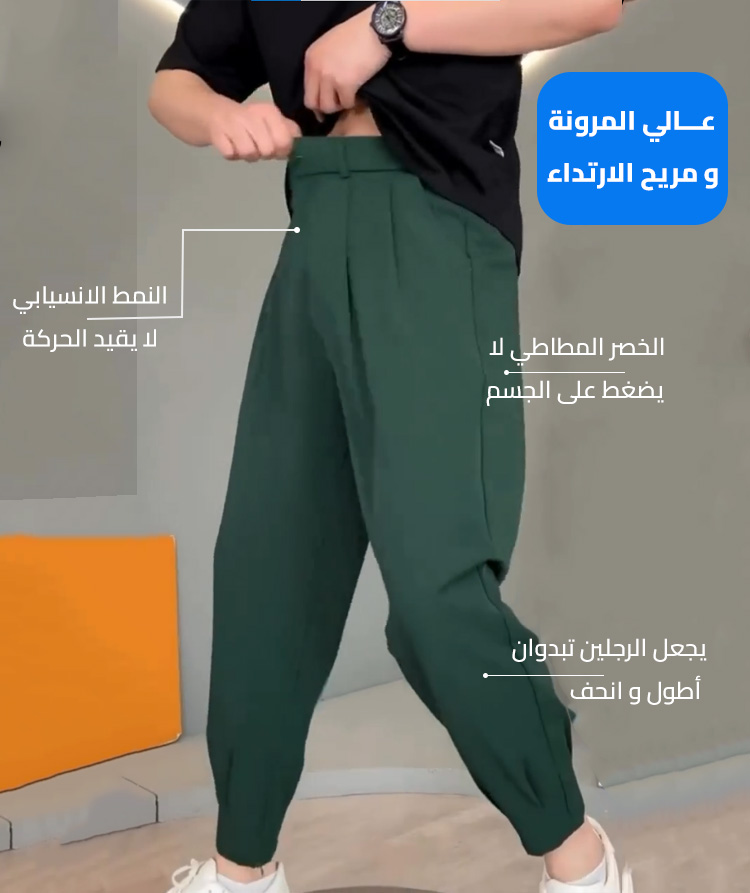 عـــالي المرونة
و مريح الارتداء
النمط الانسيابي
لا يقيد الحركة
الخصر المطاطي لا
يضغط على الجسم
يجعل الرجلين تبدوان
أطول و انحف